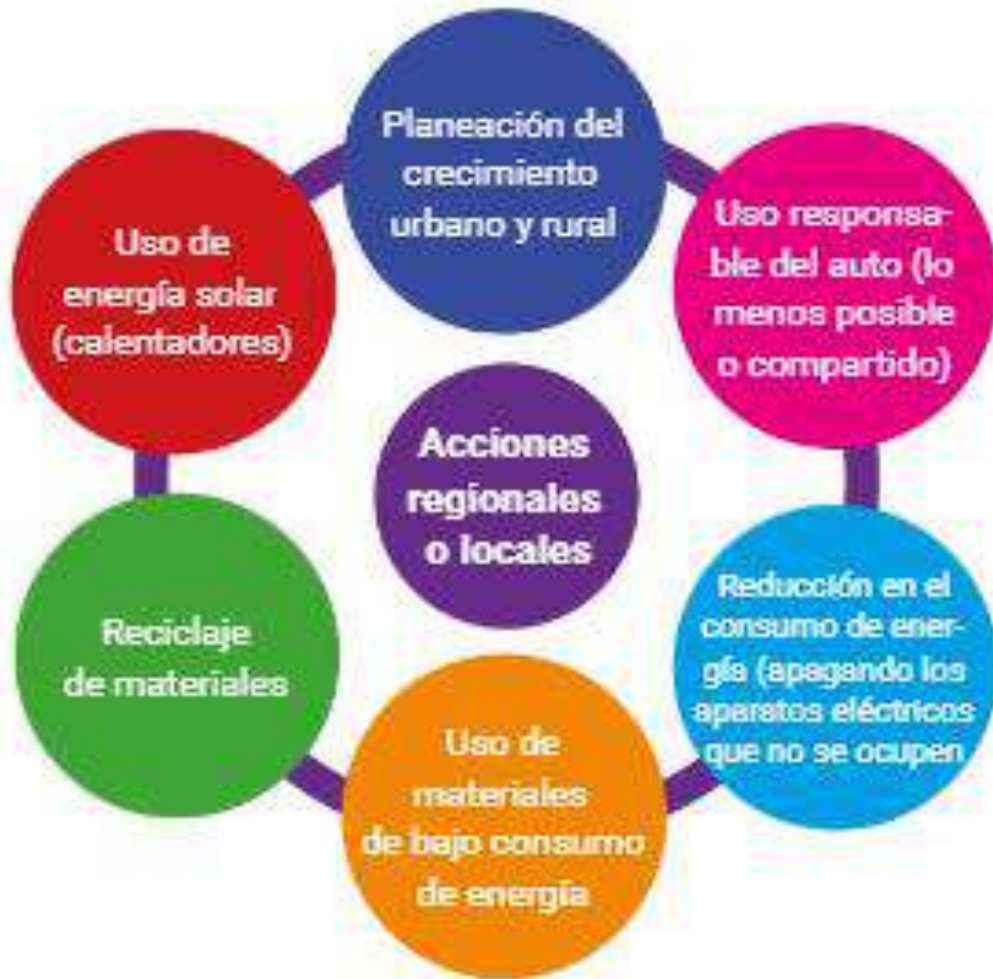 Planeación del
crecimiento
urbano y rural
Uso responsa-
ble del auto (lo
menos posible
o compartido)
Reducción en el
consumo de ener-
gía (apagando los
aparatos eléctricos
que no se ocupen
Uso de
materiales
de bajo consumo
de energía
Reciclaje
de materiales
Uso de
energía solar
(calentadores)
Acciones
regionales
o locales